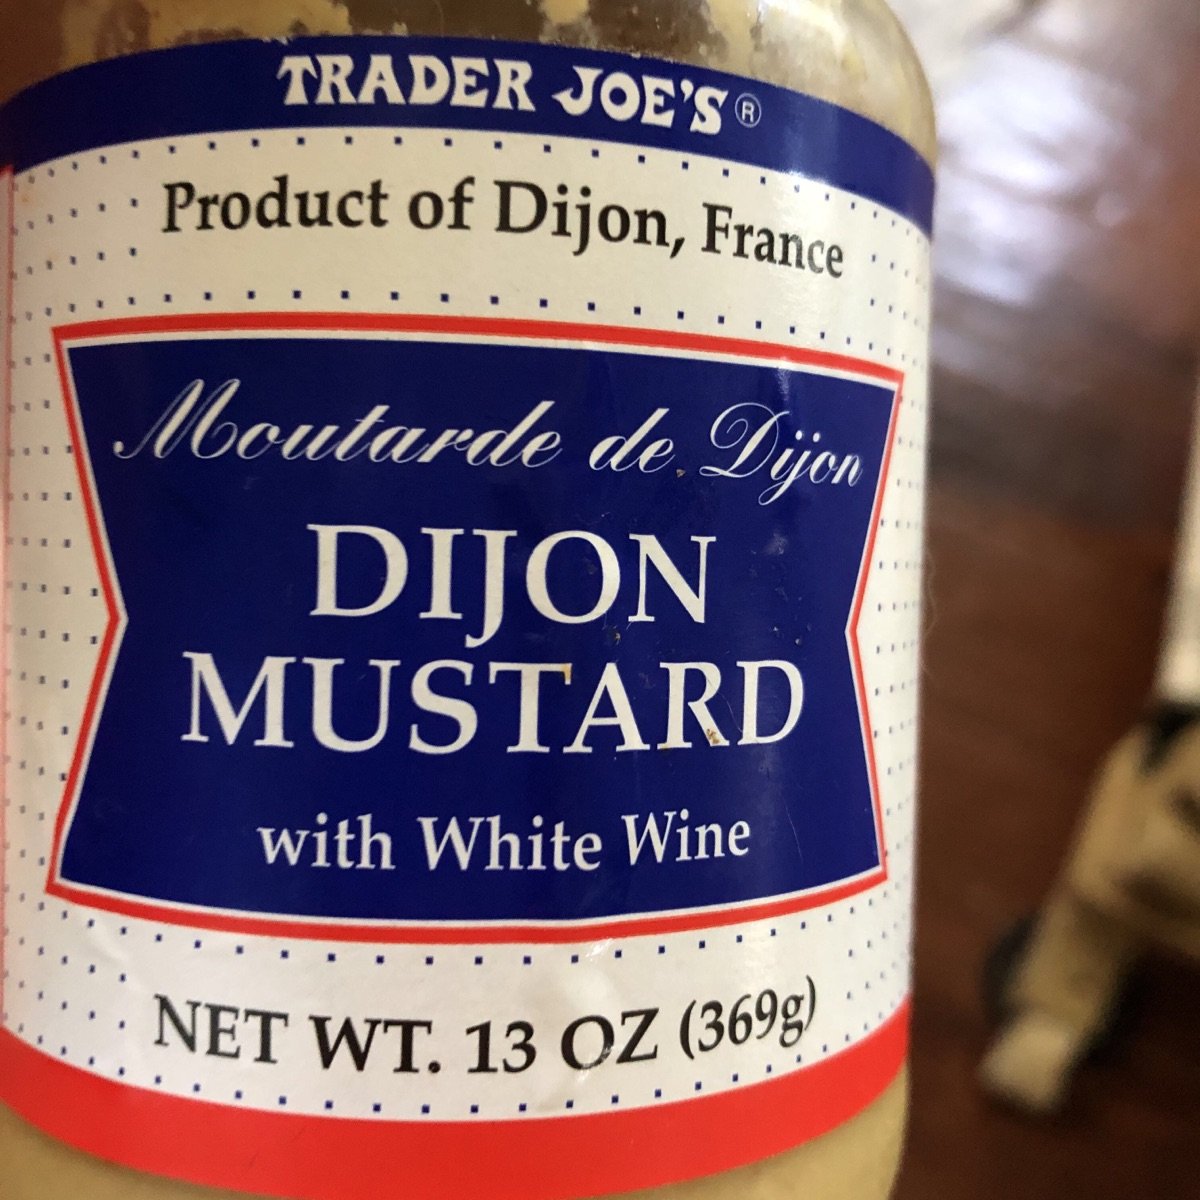 TRADER JOE'S®
Product of Dijon, France
Moutarde de Dijon
DIJON
MUSTARD
with White Wine
NET WT. 13 OZ (369g)